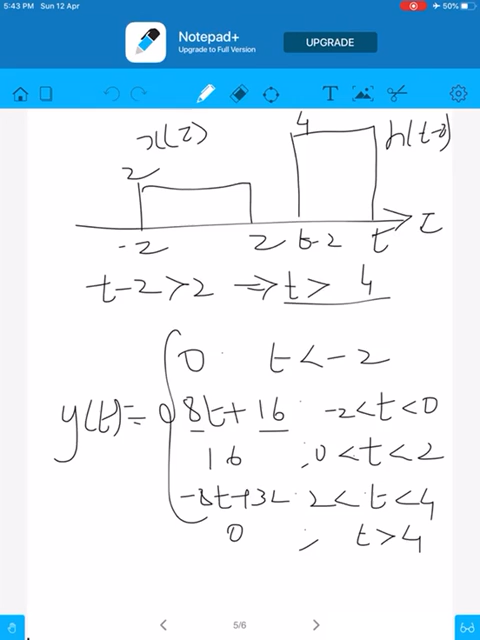 5:43 PM Sun 12 Apr 50%
Notepad+
Upgrade to Full Version
UPGRADE
T
x(τ) 4 h(t-τ)
2
-2 2 t-2 t τ
t-2>2 ⇒ t > 4
0 t < -2
y(t) = 8t+ 16 -2<t<0
16 ; 0<t<2
-8t+32 2 < t < 4
0 ; t > 4
5/6